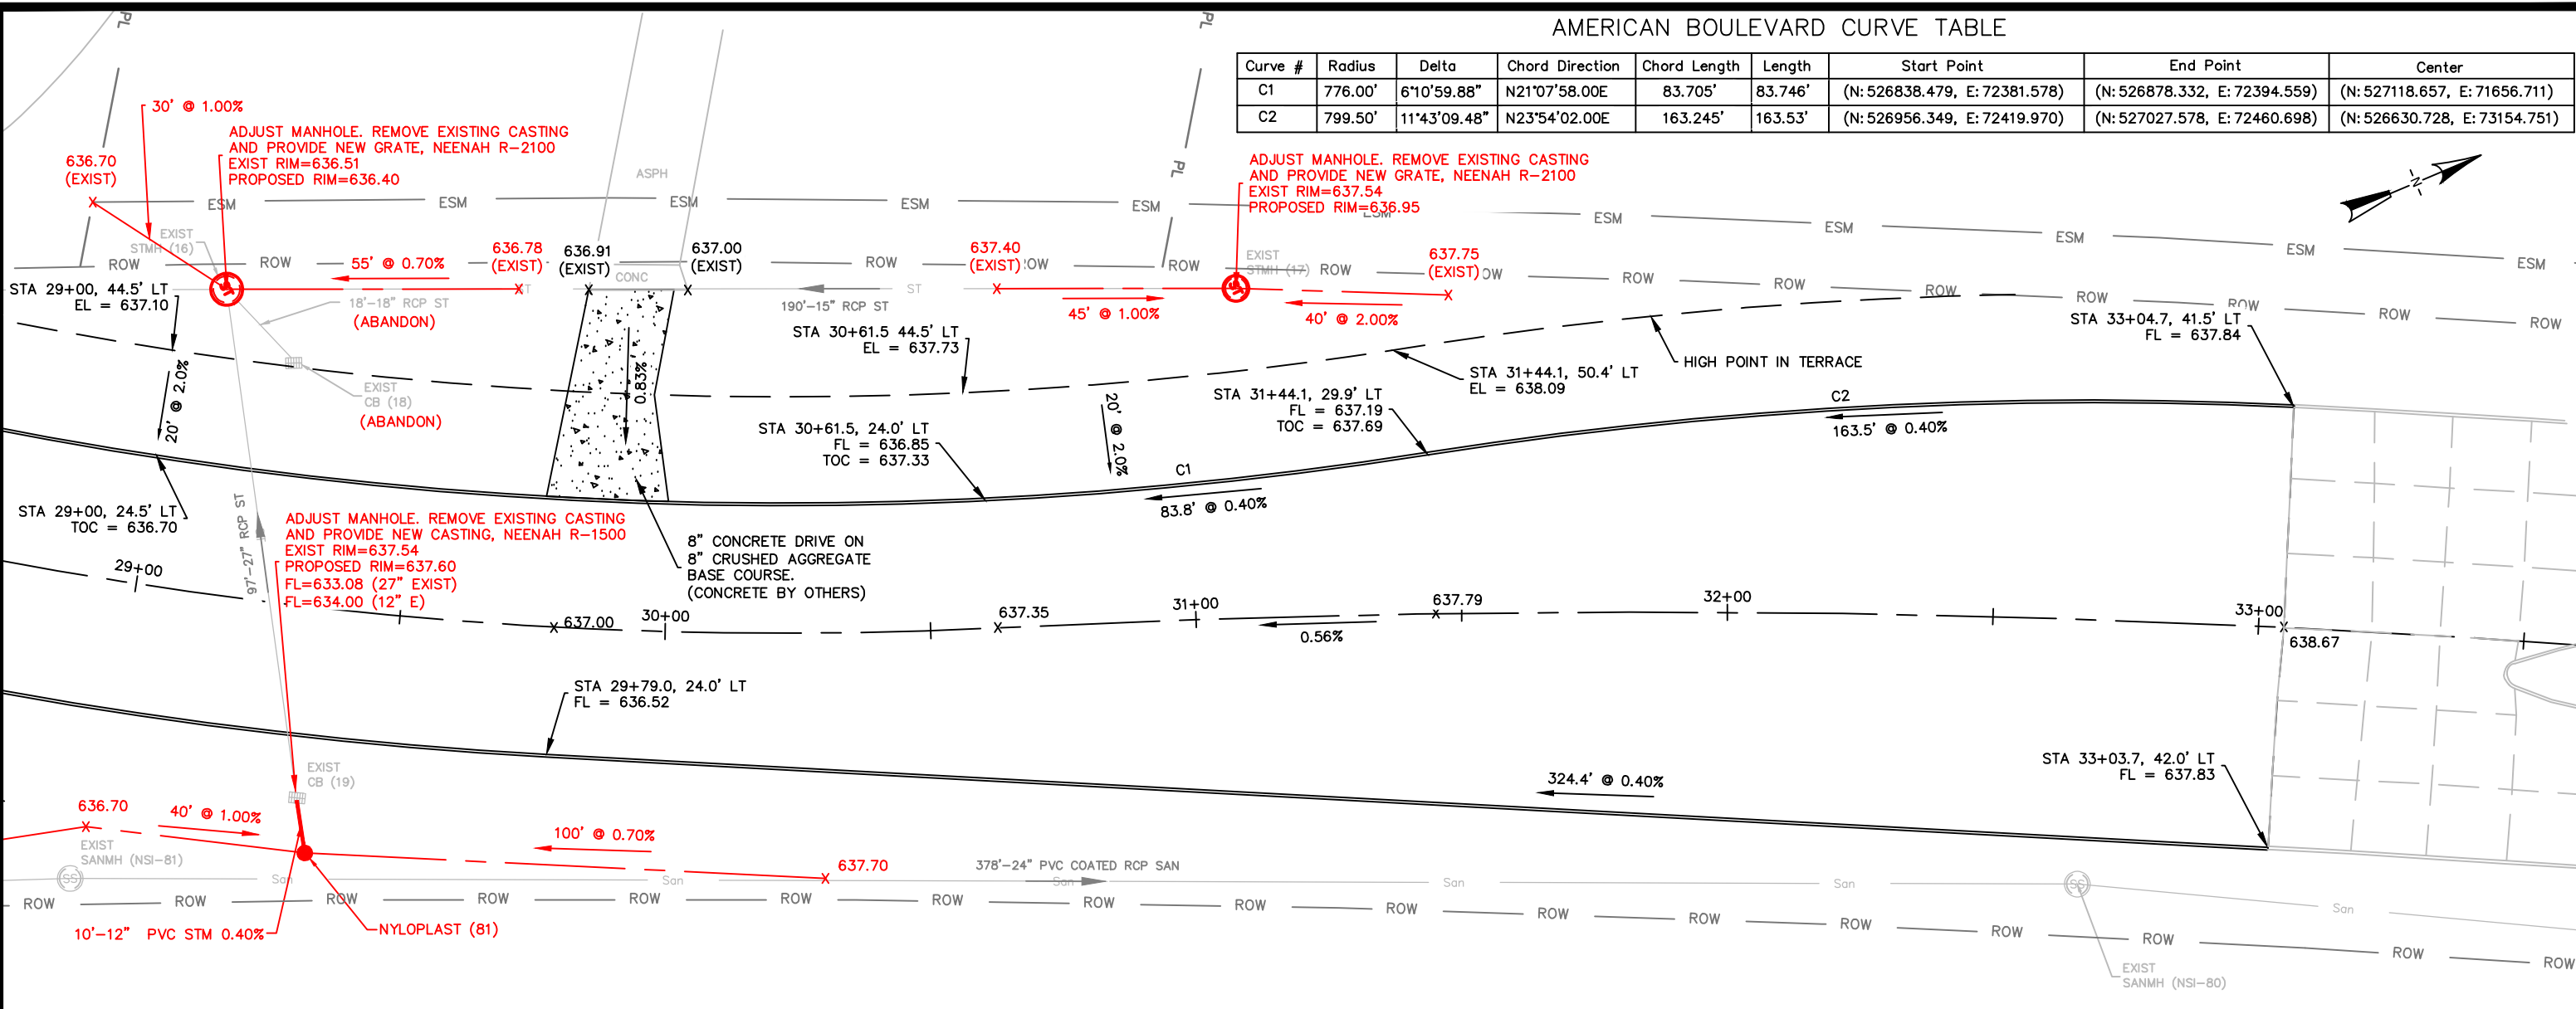 AMERICAN BOULEVARD CURVE TABLE
Curve # Radius Delta Chord Direction Chord Length Length Start Point End Point Center
C1 776.00' 6°10'59.88" N21°07'58.00E 83.705' 83.746' (N: 526838.479, E: 72381.578) (N: 526878.332, E: 72394.559) (N: 527118.657, E: 71656.711)
C2 799.50' 11°43'09.48" N23°54'02.00E 163.245' 163.53' (N: 526956.349, E: 72419.970) (N: 527027.578, E: 72460.698) (N: 526630.728, E: 73154.751)
PL
PL
PL
N
30' @ 1.00%
ADJUST MANHOLE. REMOVE EXISTING CASTING
AND PROVIDE NEW GRATE, NEENAH R-2100
EXIST RIM=636.51
PROPOSED RIM=636.40
636.70
(EXIST)
ASPH
ADJUST MANHOLE. REMOVE EXISTING CASTING
AND PROVIDE NEW GRATE, NEENAH R-2100
EXIST RIM=637.54
PROPOSED RIM=636.95
ESM ESM ESM ESM ESM ESM ESM ESM ESM ESM ESM
EXIST
STMH (16)
ROW ROW ROW ROW ROW ROW ROW ROW ROW ROW ROW ROW ROW ROW
55' @ 0.70%
636.78
(EXIST)
636.91
(EXIST)
637.00
(EXIST)
CONC
637.40
(EXIST)
EXIST
STMH (17)
637.75
(EXIST)
STA 29+00, 44.5' LT
EL = 637.10
18'-18" RCP ST
(ABANDON)
190'-15" RCP ST
ST
45' @ 1.00%
40' @ 2.00%
STA 30+61.5 44.5' LT
EL = 637.73
STA 33+04.7, 41.5' LT
FL = 637.84
HIGH POINT IN TERRACE
STA 31+44.1, 50.4' LT
EL = 638.09
20' @ 2.0%
EXIST
CB (18)
(ABANDON)
0.83%
STA 31+44.1, 29.9' LT
FL = 637.19
TOC = 637.69
20' @ 2.0%
C2
163.5' @ 0.40%
STA 30+61.5, 24.0' LT
FL = 636.85
TOC = 637.33
C1
83.8' @ 0.40%
STA 29+00, 24.5' LT
TOC = 636.70
97'-27" RCP ST
ADJUST MANHOLE. REMOVE EXISTING CASTING
AND PROVIDE NEW CASTING, NEENAH R-1500
EXIST RIM=637.54
PROPOSED RIM=637.60
FL=633.08 (27" EXIST)
FL=634.00 (12" E)
8" CONCRETE DRIVE ON
8" CRUSHED AGGREGATE
BASE COURSE.
(CONCRETE BY OTHERS)
29+00
637.00
30+00
637.35
31+00
0.56%
637.79
32+00
33+00
638.67
STA 29+79.0, 24.0' LT
FL = 636.52
EXIST
CB (19)
STA 33+03.7, 42.0' LT
FL = 637.83
324.4' @ 0.40%
636.70
40' @ 1.00%
100' @ 0.70%
637.70
EXIST
SANMH (NSI-81)
SS
378'-24" PVC COATED RCP SAN
San San San San San San
SS
ROW ROW ROW ROW ROW ROW ROW ROW ROW ROW ROW ROW ROW ROW ROW ROW ROW
10'-12" PVC STM 0.40%
NYLOPLAST (81)
EXIST
SANMH (NSI-80)